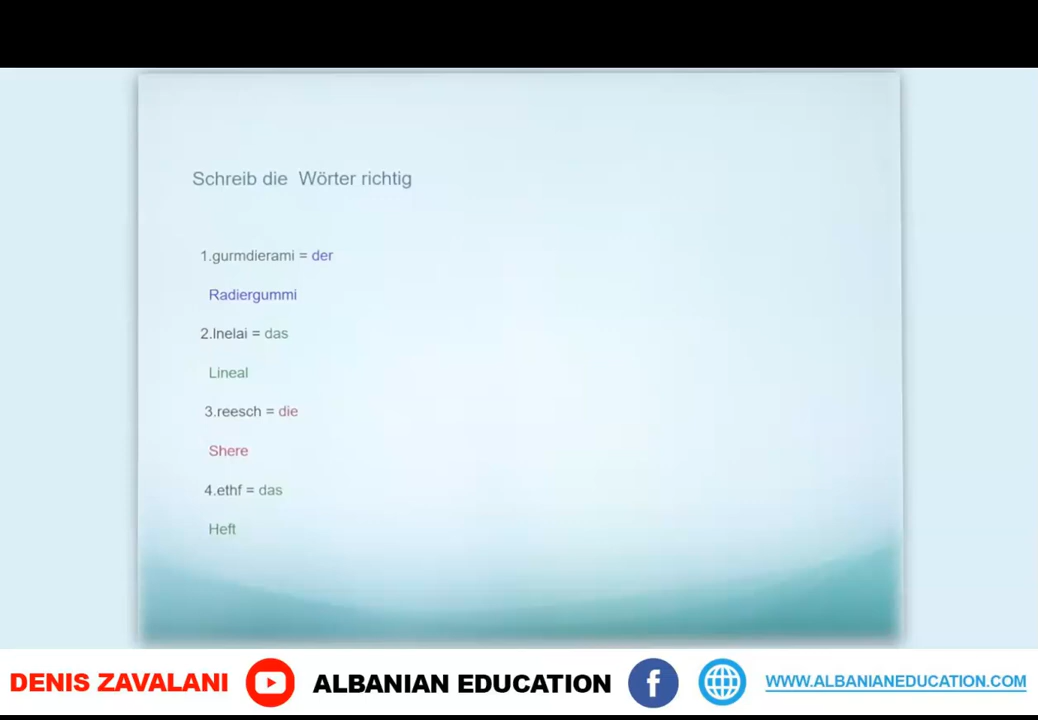 Schreib die Wörter richtig
1.gurmdierami = der
Radiergummi
2.lnelai = das
Lineal
3.reesch = die
Shere
4.ethf = das
Heft
DENIS ZAVALANI ALBANIAN EDUCATION WWW.ALBANIANEDUCATION.COM